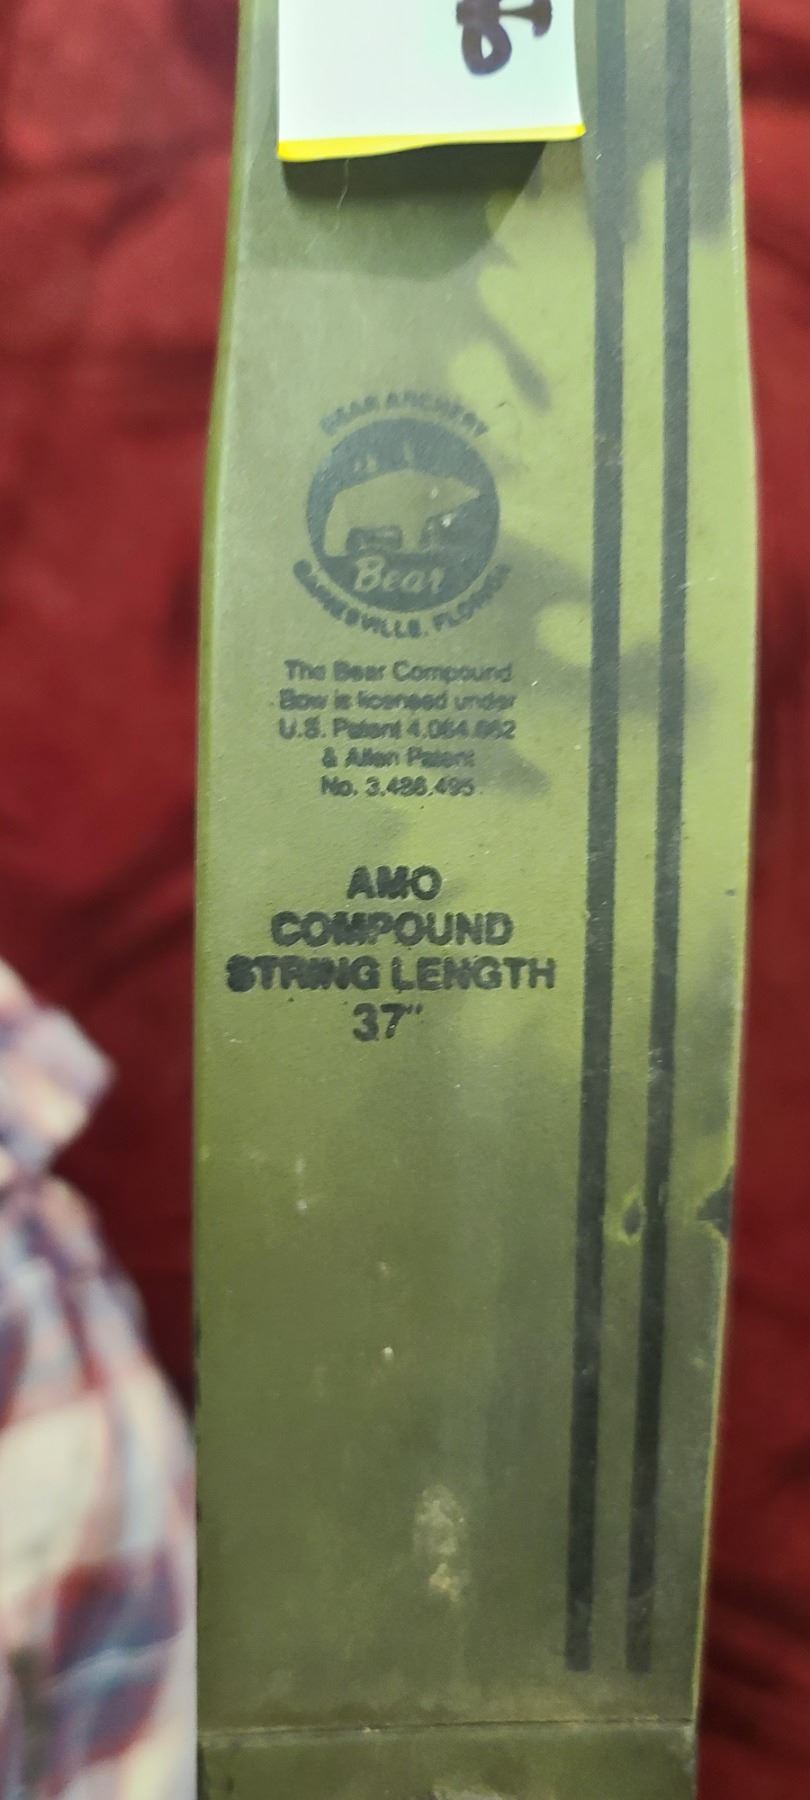 BEAR ARCHERY
Bear
GAINESVILLE, FLORIDA
The Bear Compound
Bow is licensed under
U.S. Patent 4.064.862
& Allen Patent
No. 3.486.495
AMO
COMPOUND
STRING LENGTH
37"